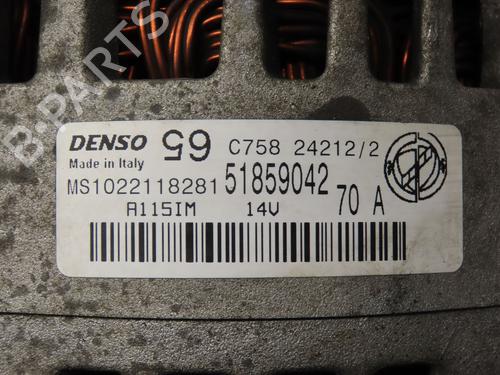 DENSO 65 C758 24212/2
Made in Italy
MS1022118281 51859042
A115IM 14V 70 A
B-PARTS